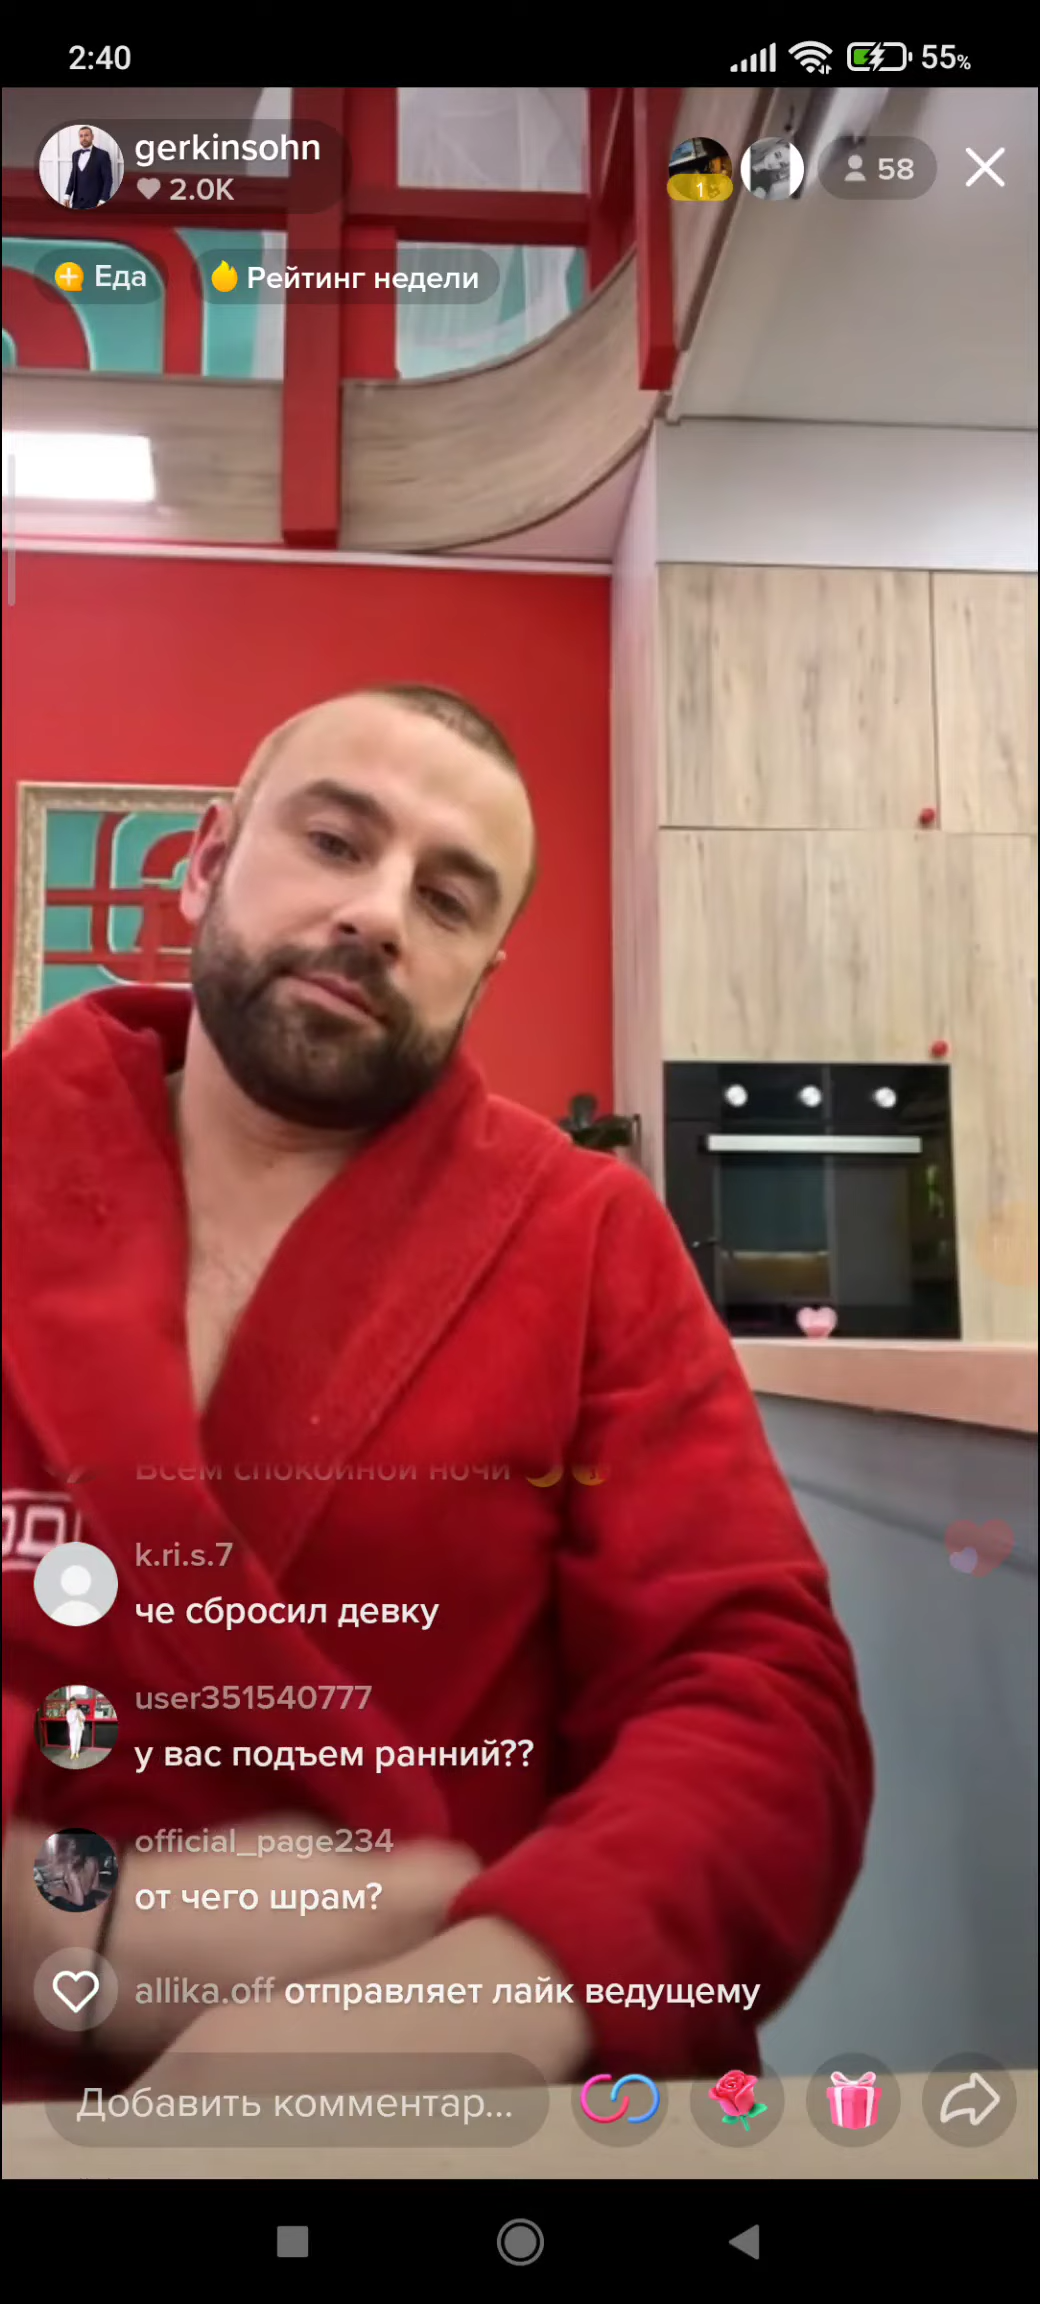 2:40
55%
gerkinsohn
2.0K
1
58
Еда
Рейтинг недели
Всем спокойной ночи
k.ri.s.7
че сбросил девку
user351540777
у вас подъем ранний??
official_page234
от чего шрам?
allika.off отправляет лайк ведущему
Добавить комментар...